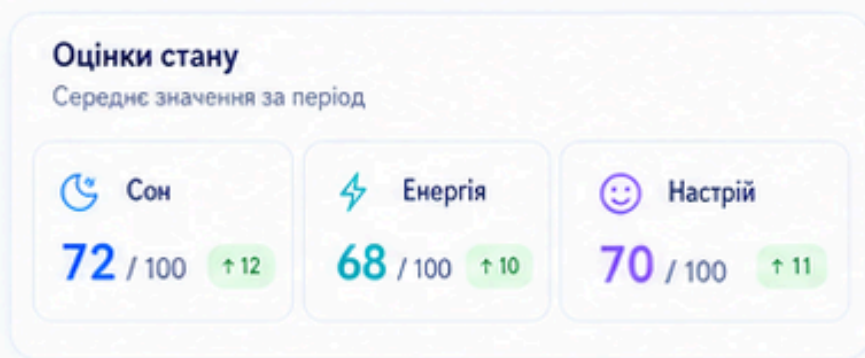 Оцінки стану
Середнє значення за період
Сон
72 / 100 ↑ 12
Енергія
68 / 100 ↑ 10
Настрій
70 / 100 ↑ 11